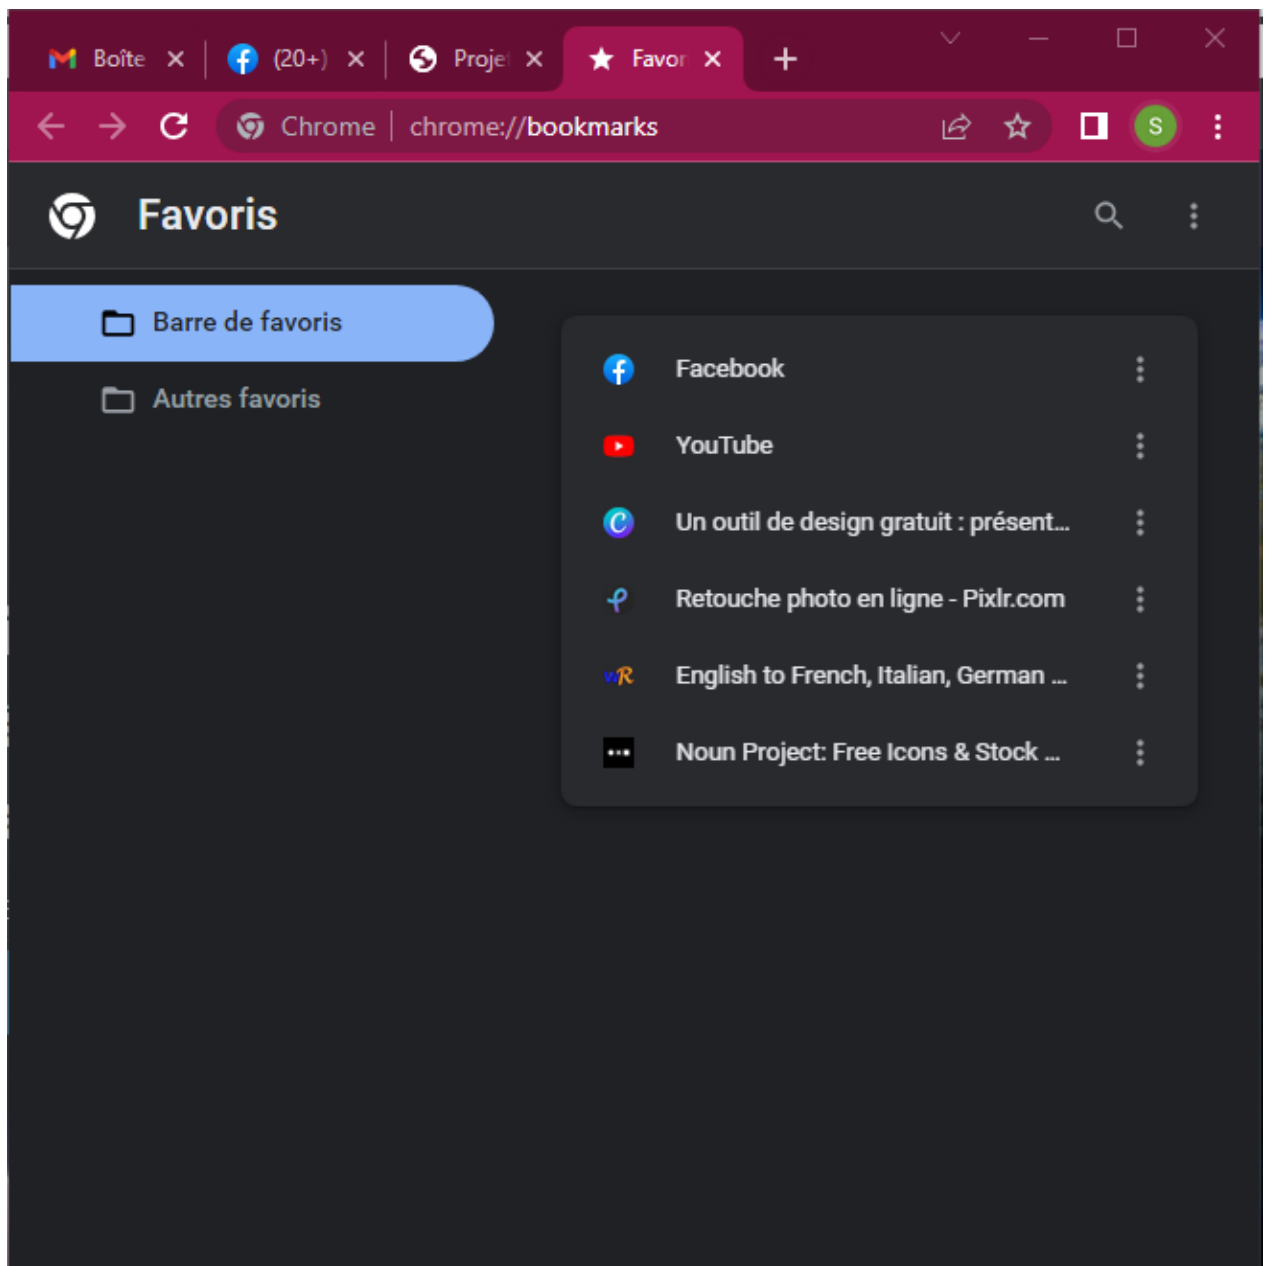 Boîte
(20+)
Proje
Favor
Chrome
chrome://bookmarks
S
Favoris
Barre de favoris
Autres favoris
Facebook
YouTube
Un outil de design gratuit : présent...
Retouche photo en ligne - Pixlr.com
English to French, Italian, German ...
Noun Project: Free Icons & Stock ...